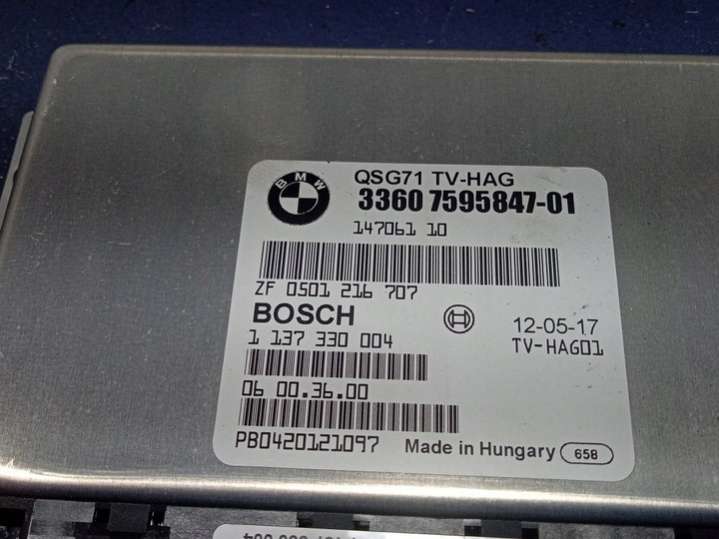 BMW
QSG71 TV-HAG
3360 7595847-01
147061 10
ZF 0501 216 707
BOSCH
12-05-17
1 137 330 004
TV-HAG01
06 00.36.00
PB0420121097
Made in Hungary 658